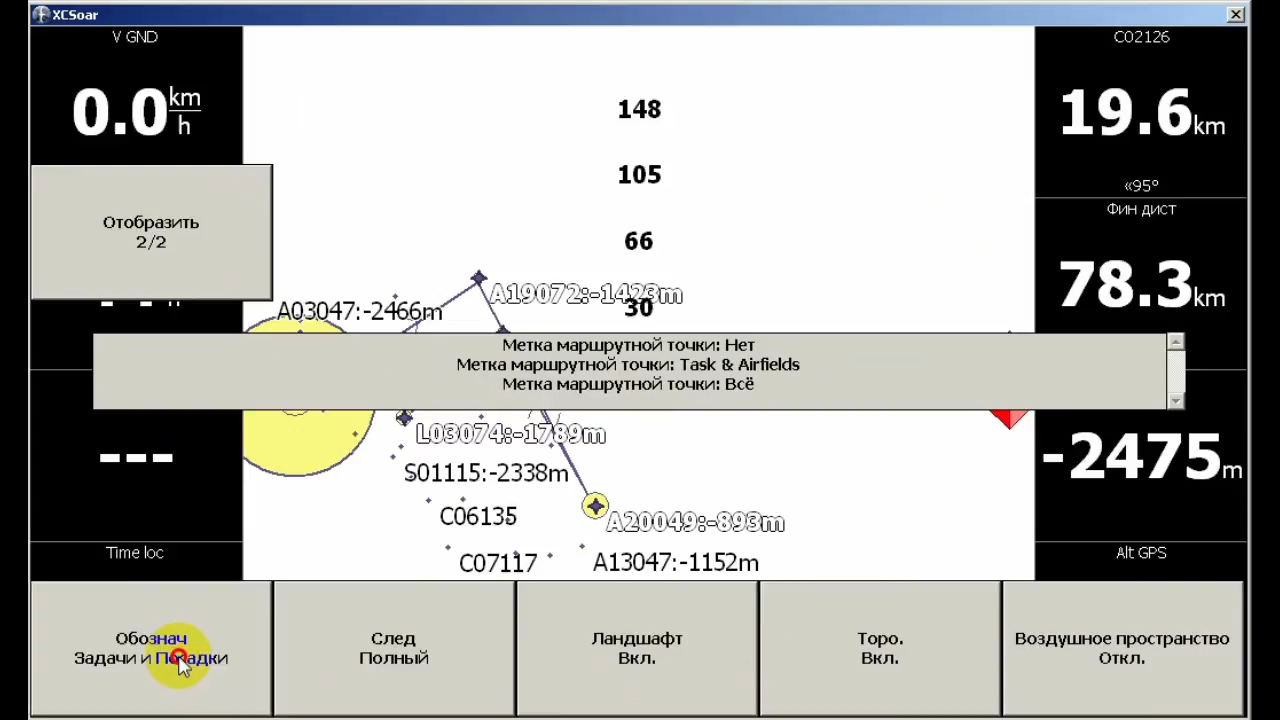 XCSoar
V GND
0.0 km/h
C02126
19.6km
«95°
Фин дист
78.3km
148
105
66
30
Отобразить
2/2
A19072:-1423m
A03047:-2466m
Метка маршрутной точки: Нет
Метка маршрутной точки: Task & Airfields
Метка маршрутной точки: Всё
---
-2475m
L03074:-1789m
S01115:-2338m
C06135
A20049:-893m
C07117
A13047:-1152m
Time loc
Alt GPS
Обознач
Задачи и Посадки
След
Полный
Ландшафт
Вкл.
Торо.
Вкл.
Воздушное пространство
Откл.